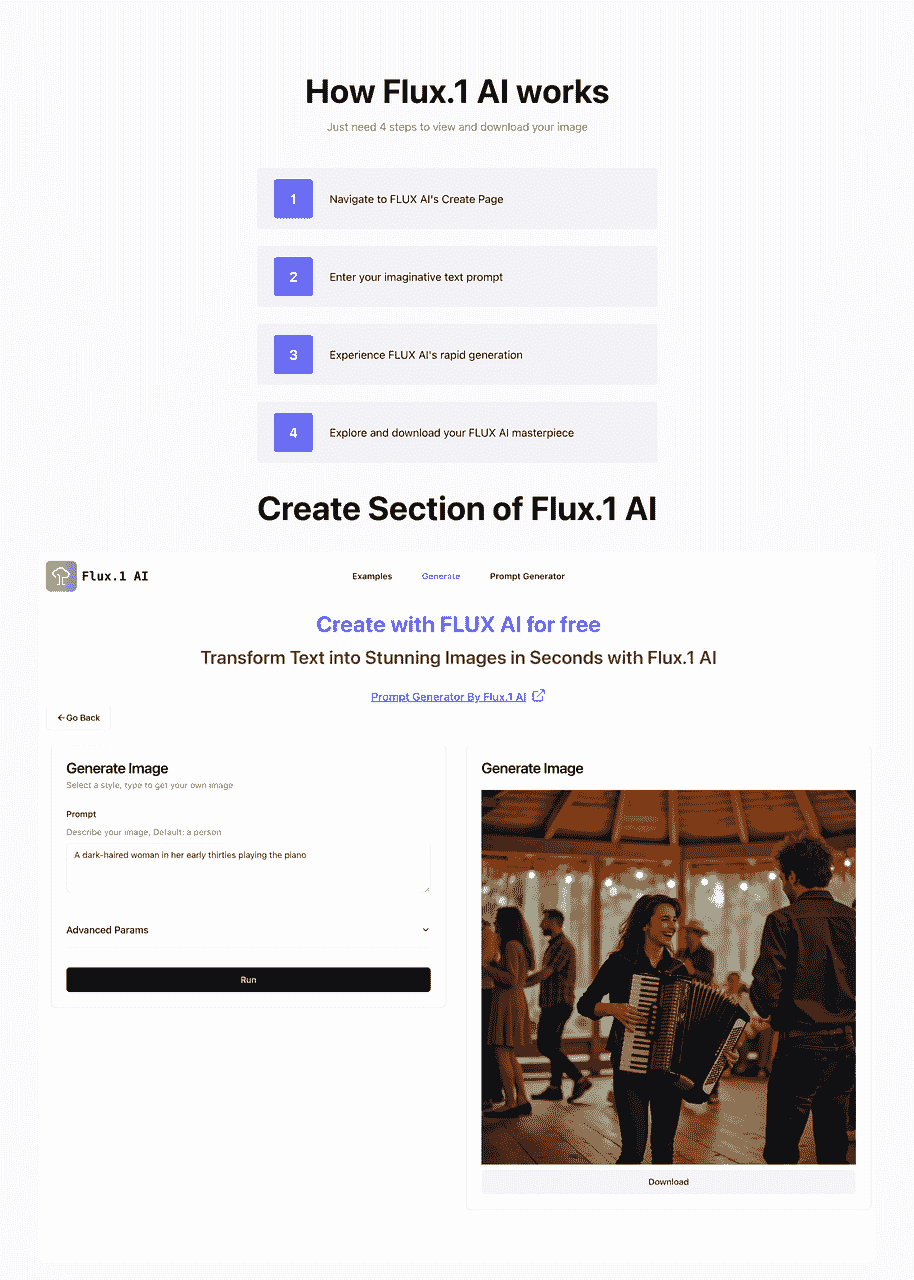 How Flux.1 AI works
Just need 4 steps to view and download your image
1
Navigate to FLUX AI's Create Page
2
Enter your imaginative text prompt
3
Experience FLUX AI's rapid generation
4
Explore and download your FLUX AI masterpiece
Create Section of Flux.1 AI
Flux.1 AI
Examples
Generate
Prompt Generator
Create with FLUX AI for free
Transform Text into Stunning Images in Seconds with Flux.1 AI
Prompt Generator By Flux.1 AI
Go Back
Generate Image
Select a style, type to get your own image
Prompt
Describe your image, Default: a person
A dark-haired woman in her early thirties playing the piano
Advanced Params
Run
Generate Image
Download